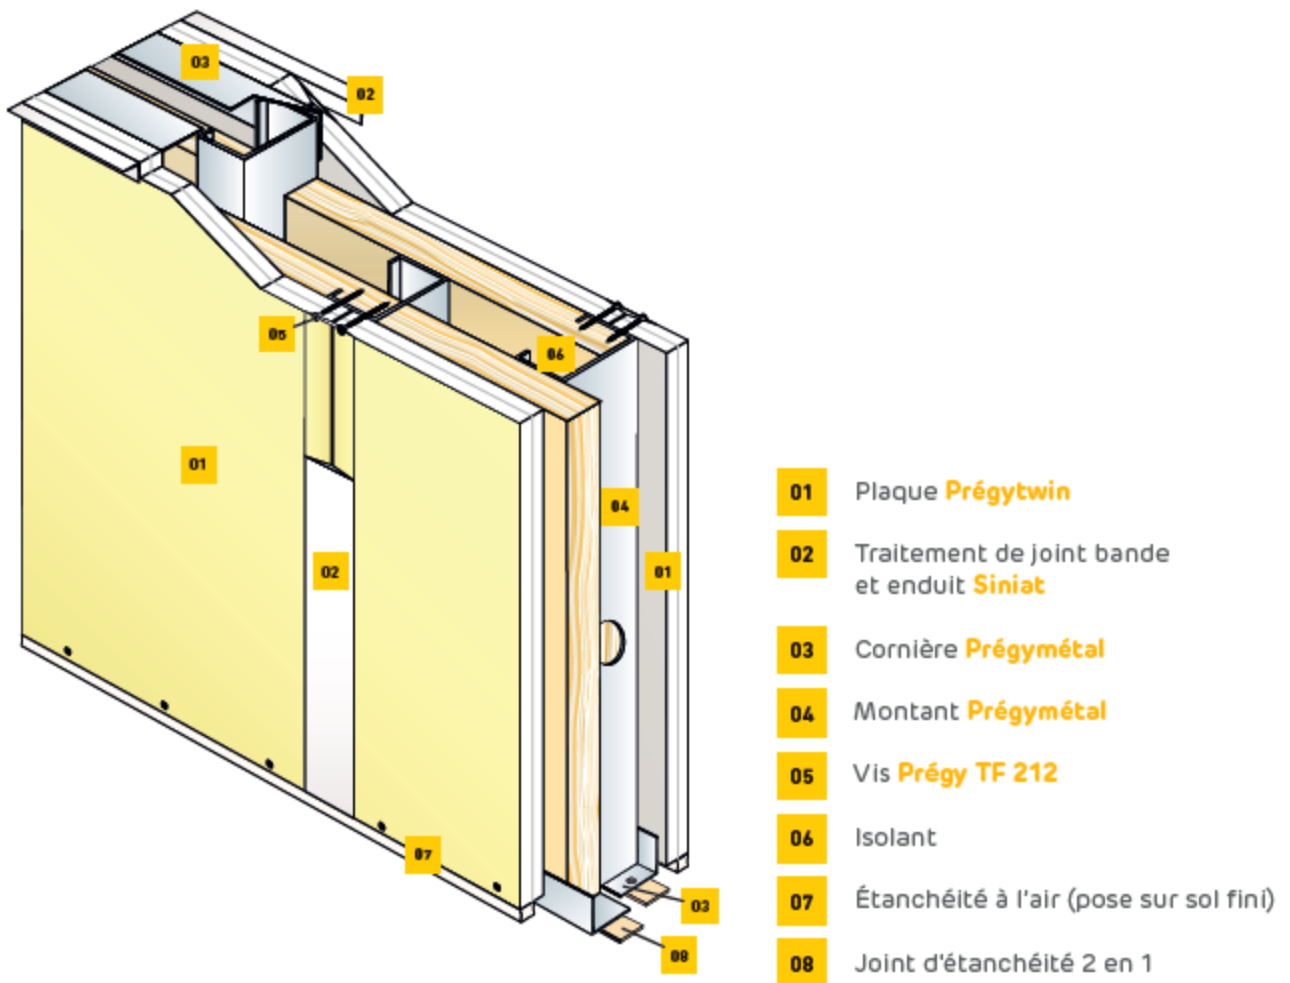 03
02
05
06
01
04
02
01
07
03
08
01 Plaque Prégytwin
02 Traitement de joint bande
et enduit Siniat
03 Cornière Prégymétal
04 Montant Prégymétal
05 Vis Prégy TF 212
06 Isolant
07 Étanchéité à l'air (pose sur sol fini)
08 Joint d'étanchéité 2 en 1